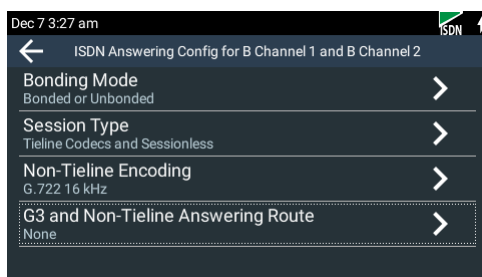 Dec 7 3:27 am
ISDN
ISDN Answering Config for B Channel 1 and B Channel 2
Bonding Mode
Bonded or Unbonded
Session Type
Tieline Codecs and Sessionless
Non-Tieline Encoding
G.722 16 kHz
G3 and Non-Tieline Answering Route
None